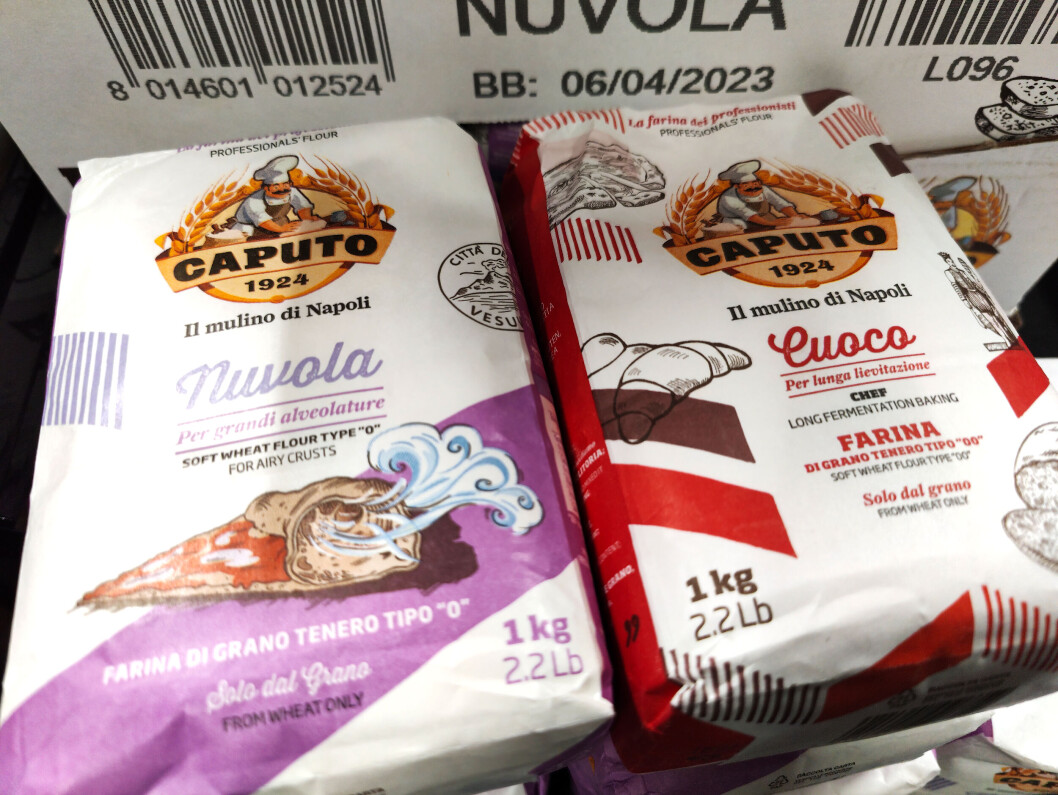 NUVOLA
8 014601 012524
BB: 06/04/2023
L096
PROFESSIONALS' FLOUR
CAPUTO
1924
Il mulino di Napoli
CITTÀ
VESU
Nuvola
Per grandi alveolature
SOFT WHEAT FLOUR TYPE "0"
FOR AIRY CRUSTS
FARINA DI GRANO TENERO TIPO "0"
Solo dal Grano
FROM WHEAT ONLY
1 kg
2.2 Lb
La farina dei professionisti
PROFESSIONALS' FLOUR
CAPUTO
1924
Il mulino di Napoli
Cuoco
Per lunga lievitazione
CHEF
LONG FERMENTATION BAKING
FARINA
DI GRANO TENERO TIPO "00"
SOFT WHEAT FLOUR TYPE "00"
Solo dal grano
FROM WHEAT ONLY
1 kg
2.2 Lb
GRANO.